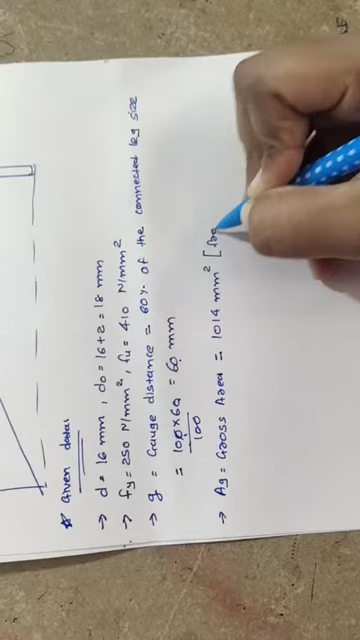 * Given data:
→ d = 16 mm, do = 16+2 = 18 mm
→ fy = 250 N/mm², fu = 410 N/mm²
→ g = Gauge distance = 60% of the connected leg size
= 100×60 / 100 = 60 mm
→ Ag = Gross Area = 1014 mm² [